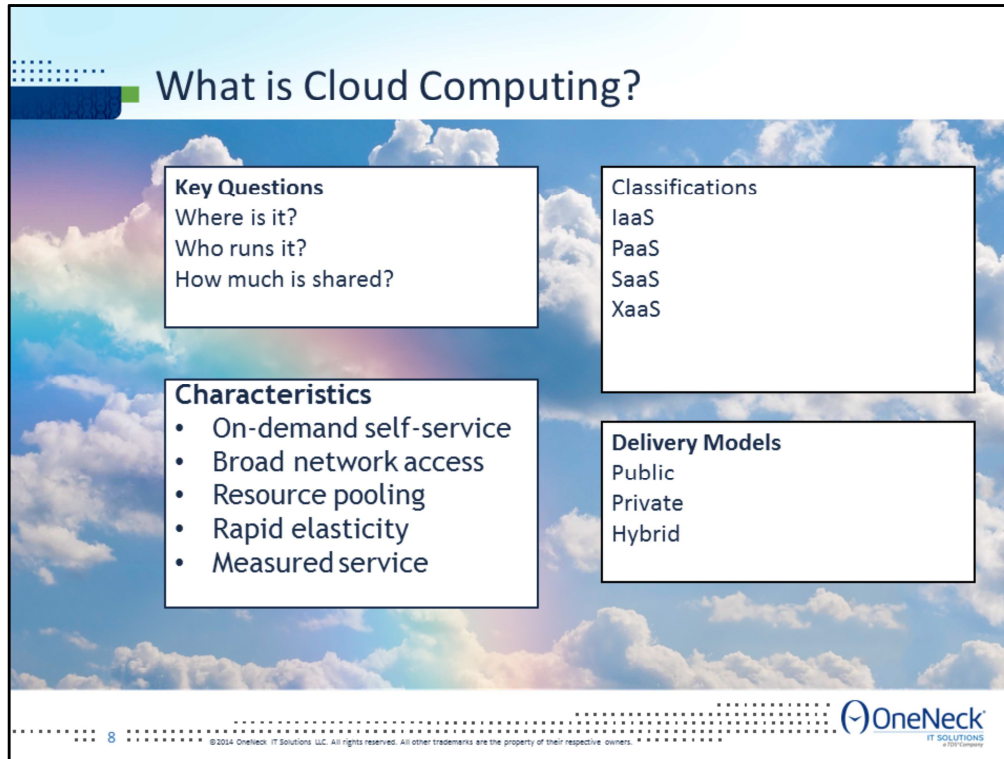 What is Cloud Computing?
Key Questions
Where is it?
Who runs it?
How much is shared?
Characteristics
• On-demand self-service
• Broad network access
• Resource pooling
• Rapid elasticity
• Measured service
Classifications
IaaS
PaaS
SaaS
XaaS
Delivery Models
Public
Private
Hybrid
8
©2014 OneNeck IT Solutions LLC. All rights reserved. All other trademarks are the property of their respective owners.
OneNeck®
IT SOLUTIONS
a TDS® Company